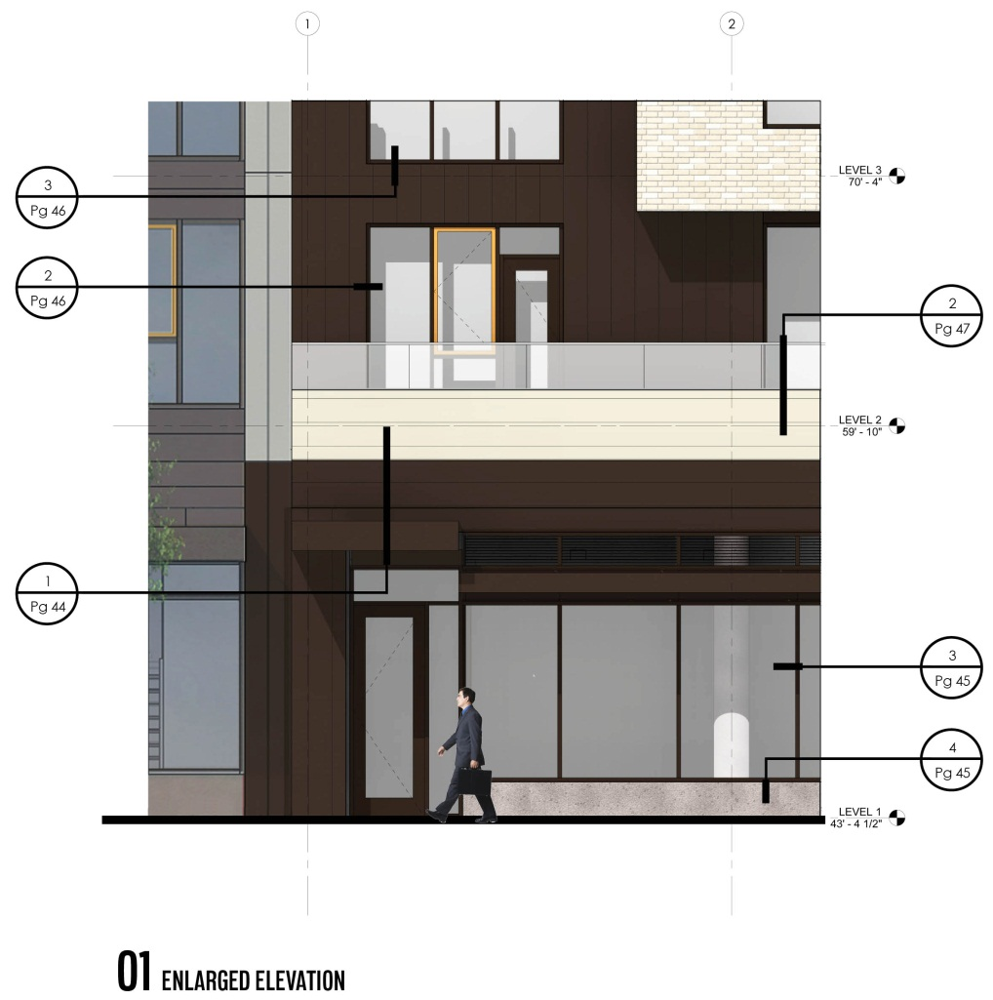 1
2
LEVEL 3
70' - 4"
3
Pg 46
2
Pg 46
2
Pg 47
LEVEL 2
59' - 10"
1
Pg 44
3
Pg 45
4
Pg 45
LEVEL 1
43' - 4 1/2"
01 ENLARGED ELEVATION